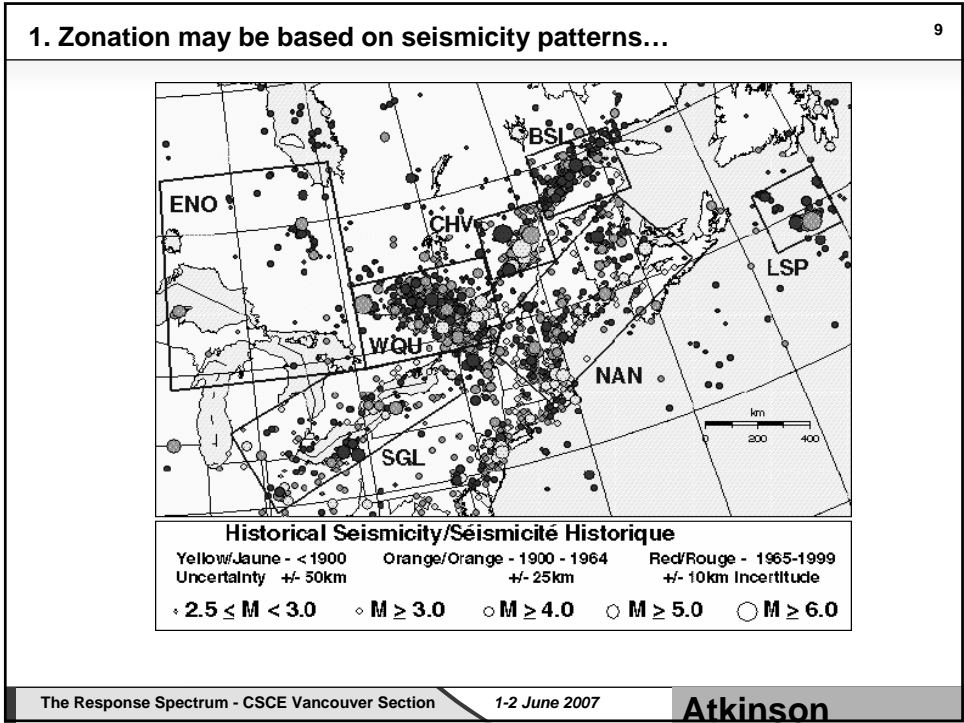 1. Zonation may be based on seismicity patterns…
9
BSL
ENO
CHV
LSP
WQU
NAN
km
0 200 400
SGL
Historical Seismicity/Séismicité Historique
Yellow/Jaune - < 1900 Orange/Orange - 1900 - 1964 Red/Rouge - 1965-1999
Uncertainty +/- 50km +/- 25km +/- 10km Incertitude
2.5 ≤ M < 3.0 M ≥ 3.0 M ≥ 4.0 M ≥ 5.0 M ≥ 6.0
The Response Spectrum - CSCE Vancouver Section 1-2 June 2007 Atkinson